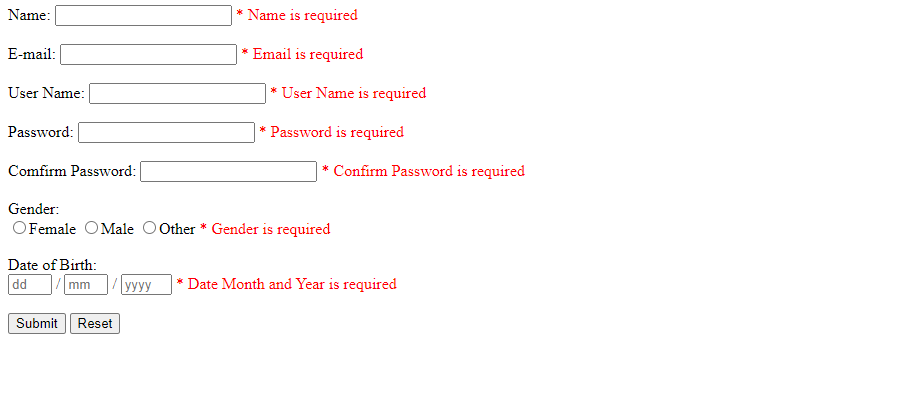 Name: * Name is required
E-mail: * Email is required
User Name: * User Name is required
Password: * Password is required
Comfirm Password: * Confirm Password is required
Gender:
Female Male Other * Gender is required
Date of Birth:
dd / mm / yyyy * Date Month and Year is required
Submit Reset